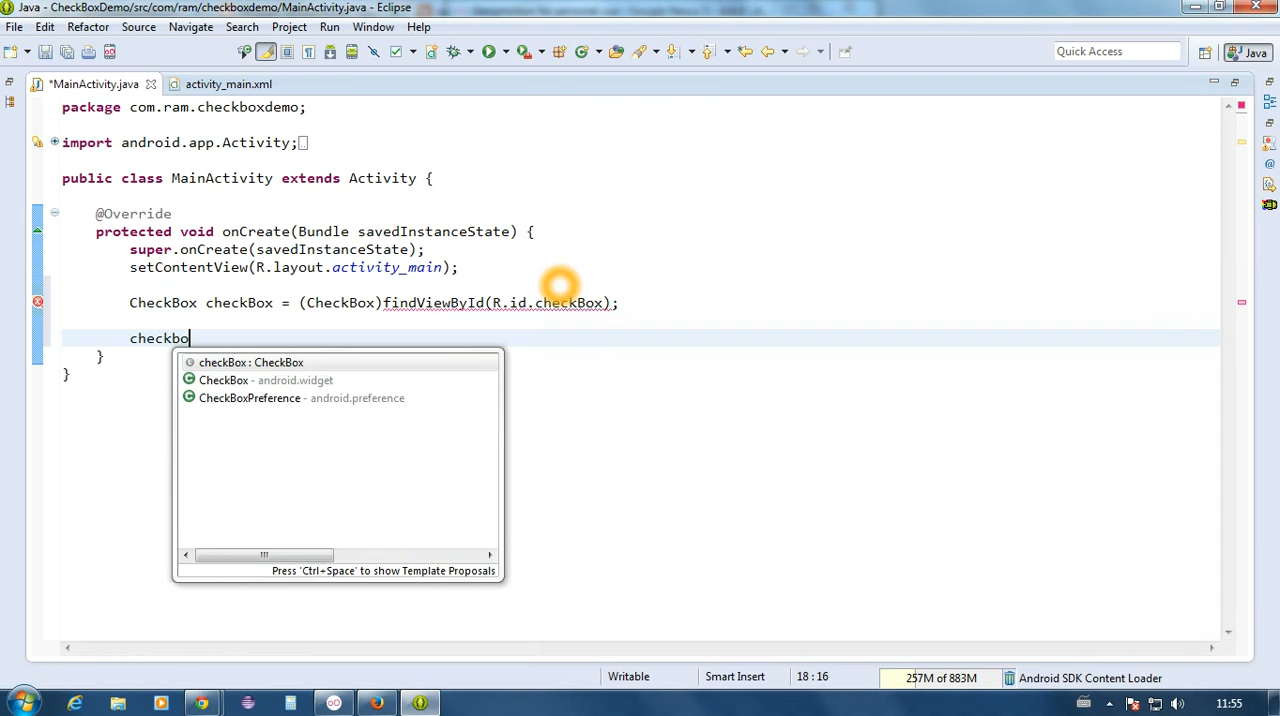 Java - CheckBoxDemo/src/com/ram/checkboxdemo/MainActivity.java - Eclipse
File Edit Refactor Source Navigate Search Project Run Window Help
Quick Access
Java
*MainActivity.java
activity_main.xml
package com.ram.checkboxdemo;
import android.app.Activity;
public class MainActivity extends Activity {
@Override
protected void onCreate(Bundle savedInstanceState) {
super.onCreate(savedInstanceState);
setContentView(R.layout.activity_main);
CheckBox checkBox = (CheckBox)findViewById(R.id.checkBox);
checkbo
}
}
checkBox : CheckBox
CheckBox - android.widget
CheckBoxPreference - android.preference
Press 'Ctrl+Space' to show Template Proposals
Writable
Smart Insert
18 : 16
257M of 883M
Android SDK Content Loader
11:55